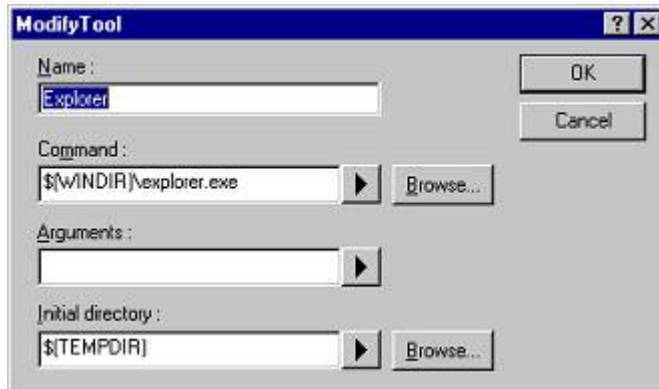 ModifyTool
Name :
OK
Explorer
Cancel
Command :
$(WINDIR)\explorer.exe
Browse...
Arguments :
Initial directory :
$(TEMPDIR)
Browse...